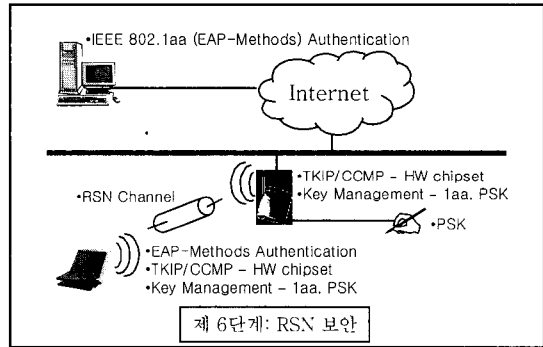 •IEEE 802.1aa (EAP-Methods) Authentication
Internet
•TKIP/CCMP - HW chipset
•Key Management - 1aa. PSK
•RSN Channel
•PSK
•EAP-Methods Authentication
•TKIP/CCMP - HW chipset
•Key Management - 1aa. PSK
제 6단계: RSN 보안